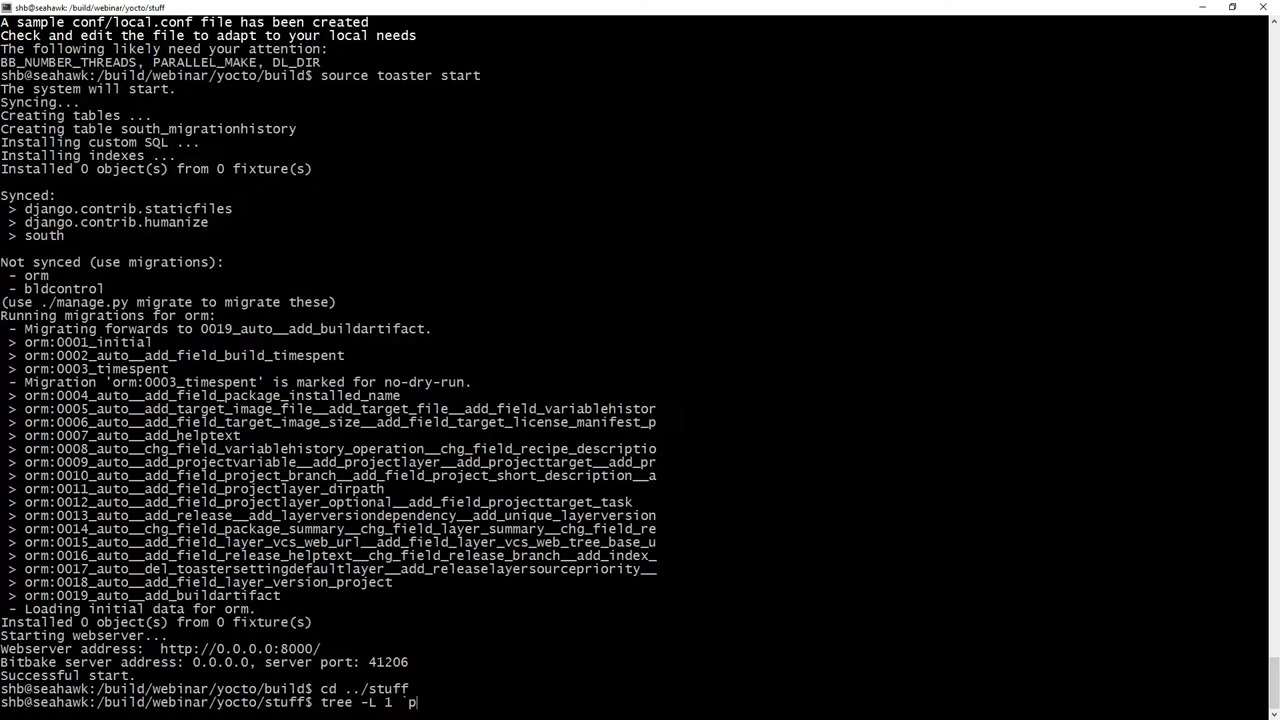 shb@seahawk: /build/webinar/yocto/stuff
A sample conf/local.conf file has been created
Check and edit the file to adapt to your local needs
The following likely need your attention:
BB_NUMBER_THREADS, PARALLEL_MAKE, DL_DIR
shb@seahawk:/build/webinar/yocto/build$ source toaster start
The system will start.
Syncing...
Creating tables ...
Creating table south_migrationhistory
Installing custom SQL ...
Installing indexes ...
Installed 0 object(s) from 0 fixture(s)
Synced:
 > django.contrib.staticfiles
 > django.contrib.humanize
 > south
Not synced (use migrations):
 - orm
 - bldcontrol
(use ./manage.py migrate to migrate these)
Running migrations for orm:
 - Migrating forwards to 0019_auto__add_buildartifact.
 > orm:0001_initial
 > orm:0002_auto__add_field_build_timespent
 > orm:0003_timespent
 - Migration 'orm:0003_timespent' is marked for no-dry-run.
 > orm:0004_auto__add_field_package_installed_name
 > orm:0005_auto__add_target_image_file__add_target_file__add_field_variablehistor
 > orm:0006_auto__add_field_target_image_size__add_field_target_license_manifest_p
 > orm:0007_auto__add_helptext
 > orm:0008_auto__chg_field_variablehistory_operation__chg_field_recipe_descriptio
 > orm:0009_auto__add_projectvariable__add_projectlayer__add_projecttarget__add_pr
 > orm:0010_auto__add_field_project_branch__add_field_project_short_description__a
 > orm:0011_auto__add_field_projectlayer_dirpath
 > orm:0012_auto__add_field_projectlayer_optional__add_field_projecttarget_task
 > orm:0013_auto__add_release__add_layerversiondependency__add_unique_layerversion
 > orm:0014_auto__chg_field_package_summary__chg_field_layer_summary__chg_field_re
 > orm:0015_auto__add_field_layer_vcs_web_url__add_field_layer_vcs_web_tree_base_u
 > orm:0016_auto__add_field_release_helptext__chg_field_release_branch__add_index_
 > orm:0017_auto__del_toastersettingdefaultlayer__add_releaselayersourcepriority__
 > orm:0018_auto__add_field_layer_version_project
 > orm:0019_auto__add_buildartifact
 - Loading initial data for orm.
Installed 0 object(s) from 0 fixture(s)
Starting webserver...
Webserver address:  http://0.0.0.0:8000/
Bitbake server address: 0.0.0.0, server port: 41206
Successful start.
shb@seahawk:/build/webinar/yocto/build$ cd ../stuff
shb@seahawk:/build/webinar/yocto/stuff$ tree -L 1 `p